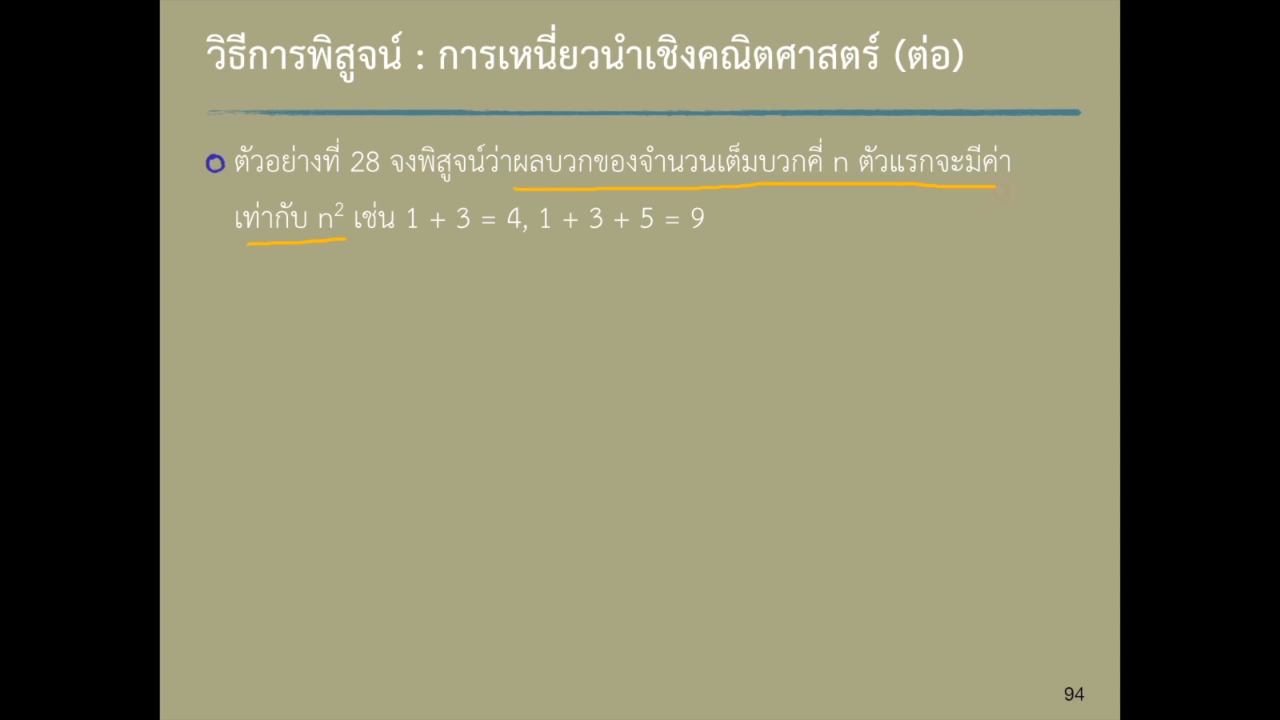 วิธีการพิสูจน์ : การเหนี่ยวนำเชิงคณิตศาสตร์ (ต่อ)
ตัวอย่างที่ 28 จงพิสูจน์ว่าผลบวกของจำนวนเต็มบวกคี่ n ตัวแรกจะมีค่า
เท่ากับ n² เช่น 1 + 3 = 4, 1 + 3 + 5 = 9
94